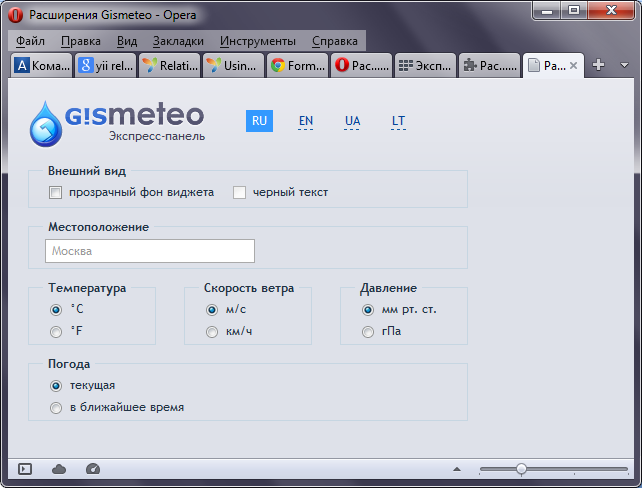 Расширения Gismeteo - Opera
Файл Правка Вид Закладки Инструменты Справка
Кома... yii rel... Relati... Usin... Form... Рас.... Эксп... Рас.... Ра...
Gismeteo
Экспресс-панель
RU EN UA LT
Внешний вид
прозрачный фон виджета черный текст
Местоположение
Москва
Температура Скорость ветра Давление
°C м/с мм рт. ст.
°F км/ч гПа
Погода
текущая
в ближайшее время